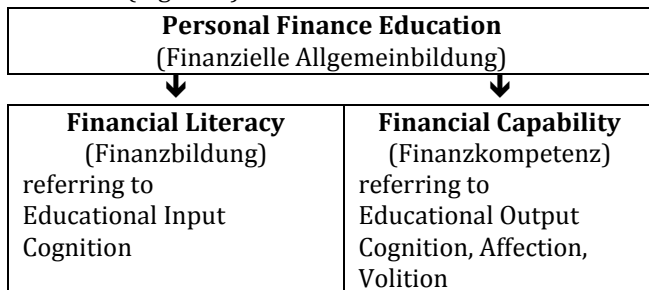 Personal Finance Education
(Finanzielle Allgemeinbildung)
Financial Literacy
(Finanzbildung)
referring to
Educational Input
Cognition
Financial Capability
(Finanzkompetenz)
referring to
Educational Output
Cognition, Affection,
Volition